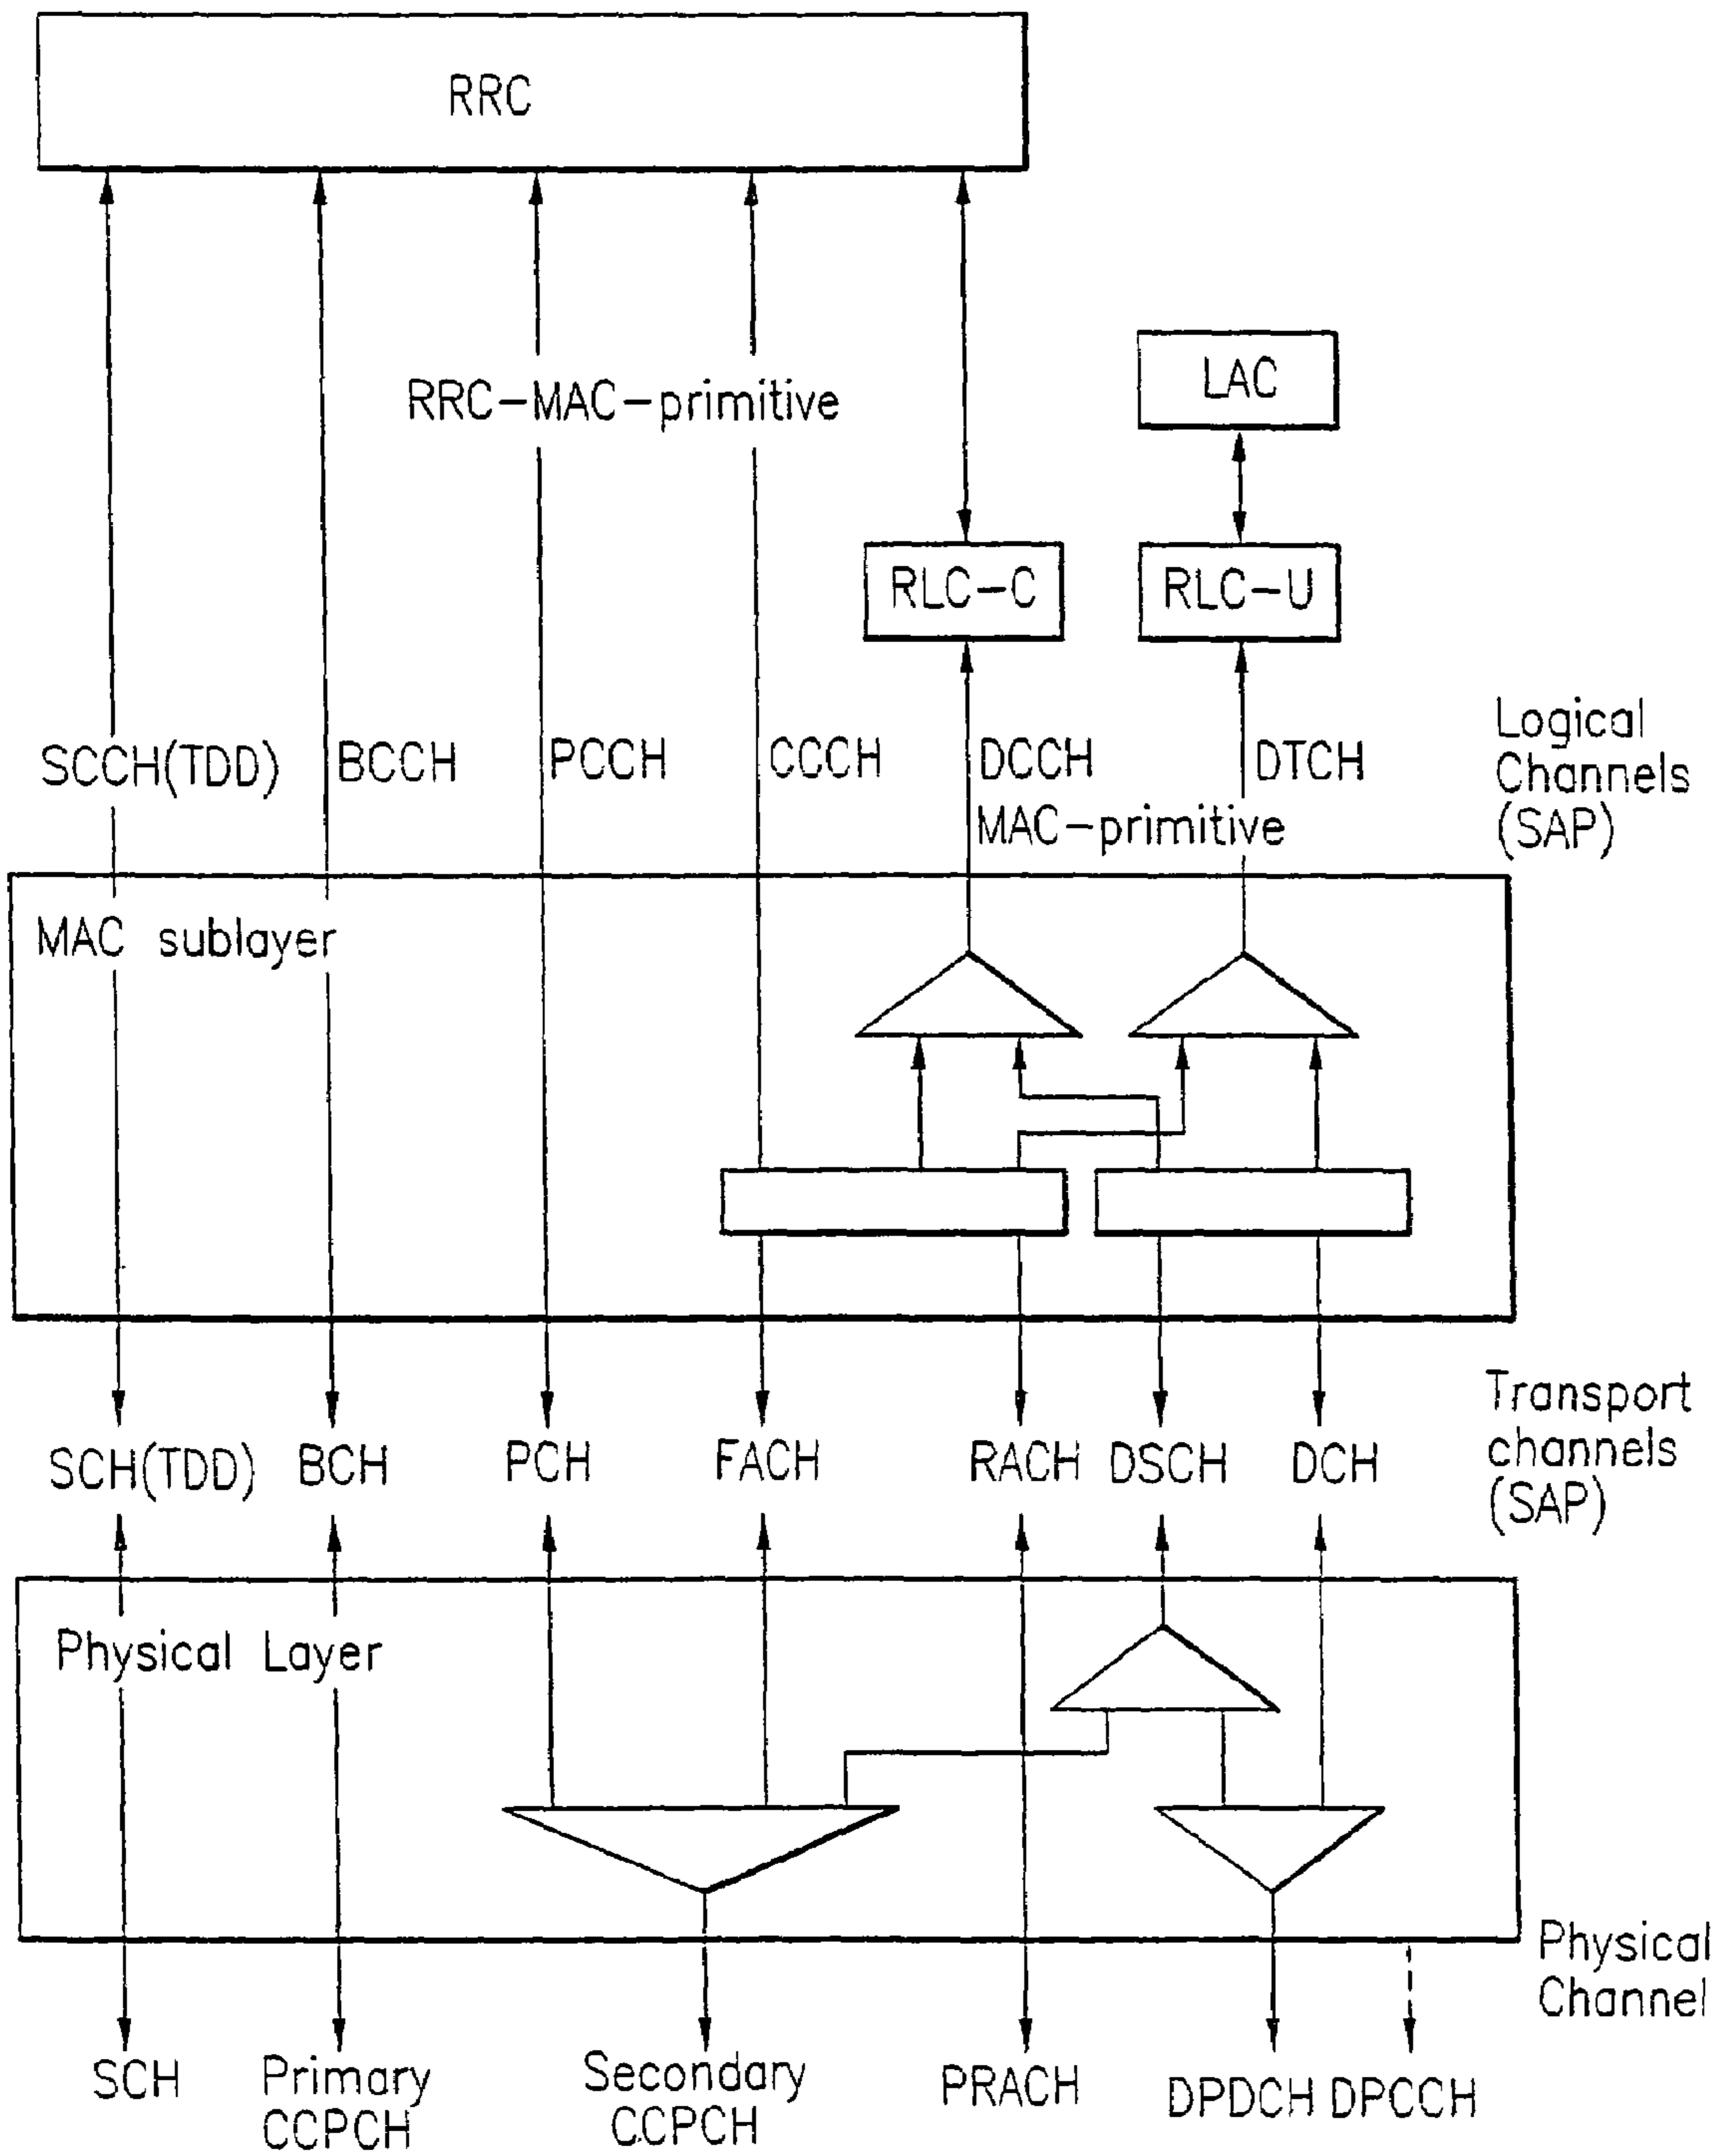 RRC
RRC-MAC-primitive
LAC
RLC-C
RLC-U
SCCH(TDD)
BCCH
PCCH
CCCH
DCCH
DTCH
MAC-primitive
Logical
Channels
(SAP)
MAC sublayer
SCH(TDD)
BCH
PCH
FACH
RACH
DSCH
DCH
Transport
channels
(SAP)
Physical Layer
Physical
Channel
SCH
Primary
CCPCH
Secondary
CCPCH
PRACH
DPDCH
DPCCH